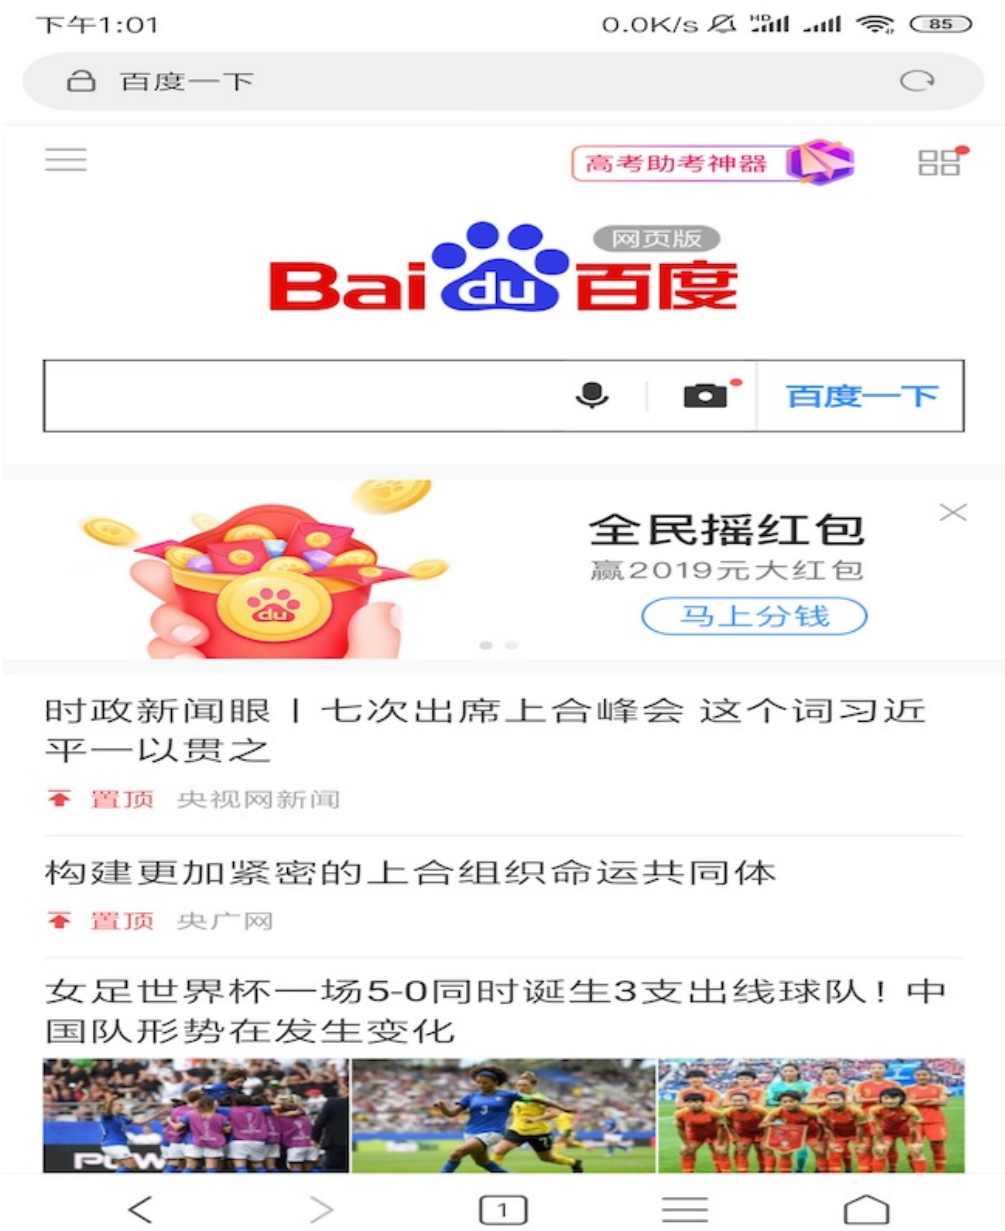 下午1:01
0.0K/s HD 85
百度一下
高考助考神器
网页版
Bai du 百度
百度一下
全民摇红包
赢2019元大红包
马上分钱
du
时政新闻眼丨七次出席上合峰会 这个词习近
平一以贯之
置顶 央视网新闻
构建更加紧密的上合组织命运共同体
置顶 央广网
女足世界杯一场5-0同时诞生3支出线球队！中
国队形势在发生变化
1